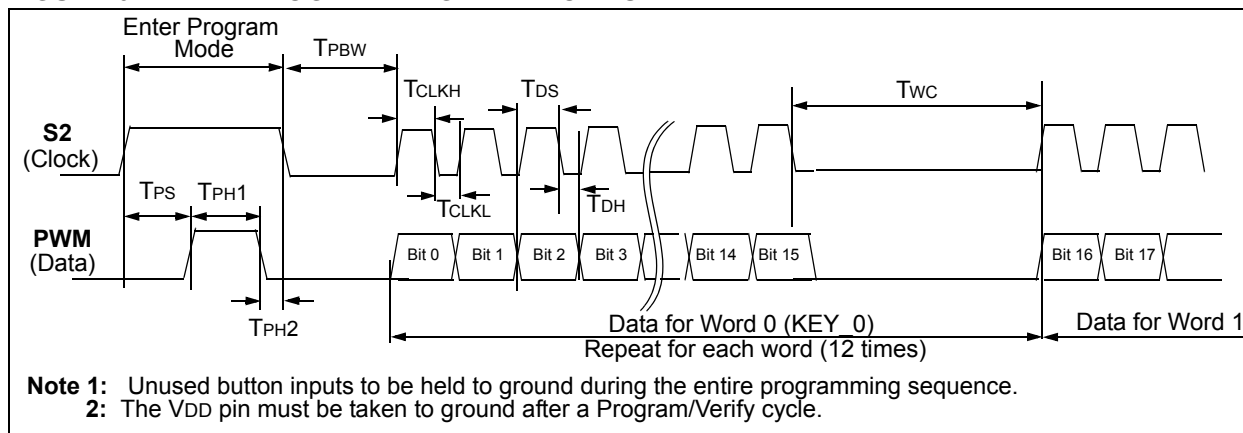 Enter Program
Mode
TPBW
TCLKH
TDS
TWC
S2
(Clock)
TPS
TPH1
TCLKL
TDH
PWM
(Data)
Bit 0
Bit 1
Bit 2
Bit 3
Bit 14
Bit 15
Bit 16
Bit 17
TPH2
Data for Word 0 (KEY_0)
Data for Word 1
Repeat for each word (12 times)
Note 1: Unused button inputs to be held to ground during the entire programming sequence.
2: The VDD pin must be taken to ground after a Program/Verify cycle.